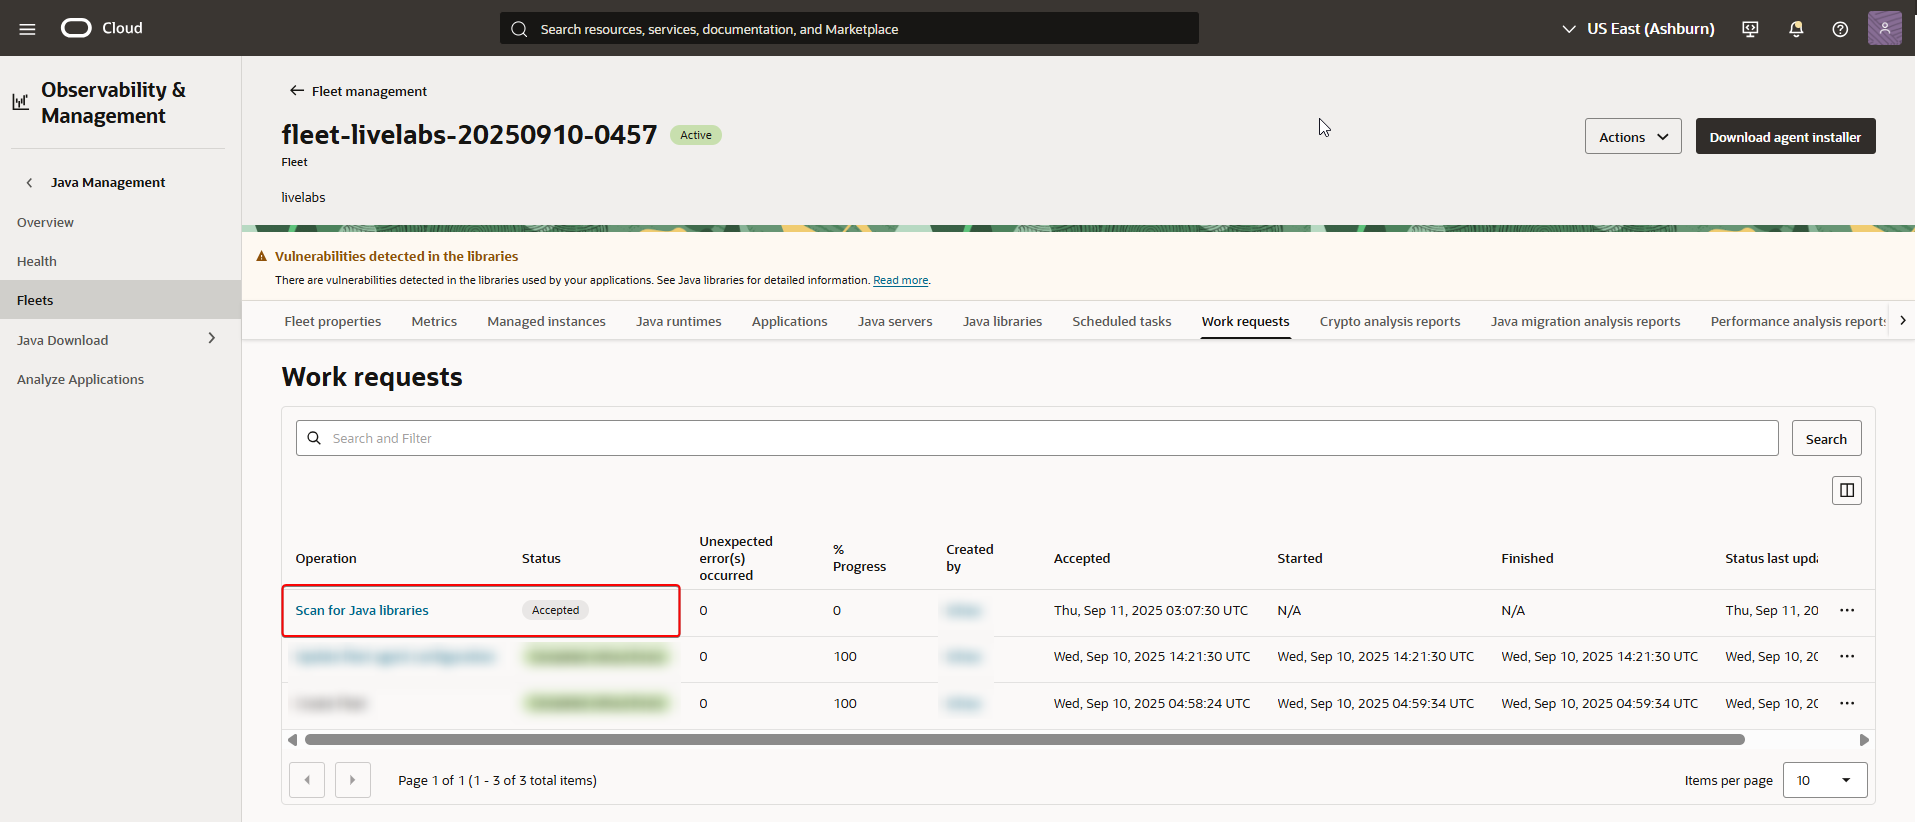 Cloud
Search resources, services, documentation, and Marketplace
US East (Ashburn)
Observability &
Management
Java Management
Overview
Health
Fleets
Java Download
Analyze Applications
Fleet management
fleet-livelabs-20250910-0457
Active
Fleet
livelabs
Actions
Download agent installer
Vulnerabilities detected in the libraries
There are vulnerabilities detected in the libraries used by your applications. See Java libraries for detailed information. Read more.
Fleet properties Metrics Managed instances Java runtimes Applications Java servers Java libraries Scheduled tasks Work requests Crypto analysis reports Java migration analysis reports Performance analysis reports
Work requests
Search and Filter
Search
Operation Status Unexpected error(s) occurred % Progress Created by Accepted Started Finished Status last upda
Scan for Java libraries Accepted 0 0 Thu, Sep 11, 2025 03:07:30 UTC N/A N/A Thu, Sep 11, 20
0 100 Wed, Sep 10, 2025 14:21:30 UTC Wed, Sep 10, 2025 14:21:30 UTC Wed, Sep 10, 2025 14:21:30 UTC Wed, Sep 10, 20
0 100 Wed, Sep 10, 2025 04:58:24 UTC Wed, Sep 10, 2025 04:59:34 UTC Wed, Sep 10, 2025 04:59:34 UTC Wed, Sep 10, 20
Page 1 of 1 (1 - 3 of 3 total items)
Items per page 10